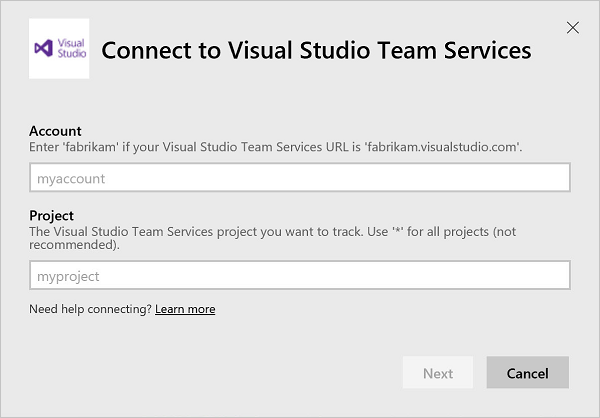 Visual
Studio
Connect to Visual Studio Team Services
Account
Enter 'fabrikam' if your Visual Studio Team Services URL is 'fabrikam.visualstudio.com'.
myaccount
Project
The Visual Studio Team Services project you want to track. Use '*' for all projects (not
recommended).
myproject
Need help connecting? Learn more
Next
Cancel